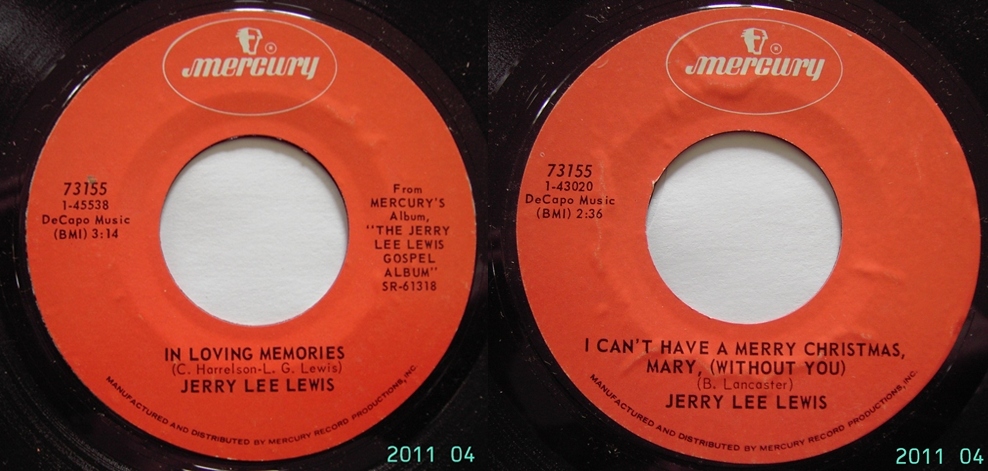 mercury
73155
1-45538
DeCapo Music
(BMI) 3:14
From
MERCURY'S
Album,
"THE JERRY
LEE LEWIS
GOSPEL
ALBUM"
SR-61318
IN LOVING MEMORIES
(C. Harrelson-L. G. Lewis)
JERRY LEE LEWIS
MANUFACTURED AND DISTRIBUTED BY MERCURY RECORD PRODUCTIONS, INC.
2011 04
mercury
73155
1-43020
DeCapo Music
(BMI) 2:36
I CAN'T HAVE A MERRY CHRISTMAS,
MARY, (WITHOUT YOU)
(B. Lancaster)
JERRY LEE LEWIS
MANUFACTURED AND DISTRIBUTED BY MERCURY RECORD PRODUCTIONS, INC.
2011 04